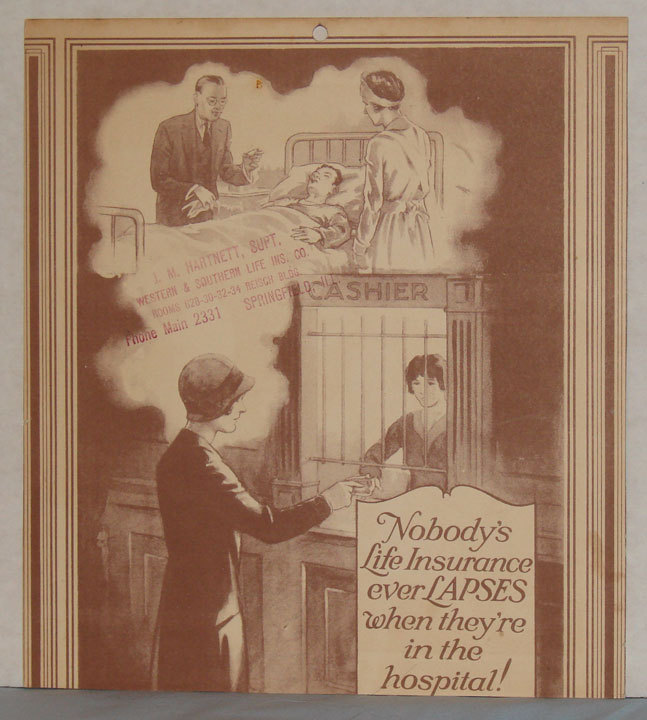 J. M. HARTNETT, SUPT.
WESTERN & SOUTHERN LIFE INS. CO.
ROOMS 628-30-32-34 REISCH BLDG.
Phone Main 2331 SPRINGFIELD, ILL
CASHIER
Nobody's
Life Insurance
ever LAPSES
when they're
in the
hospital!